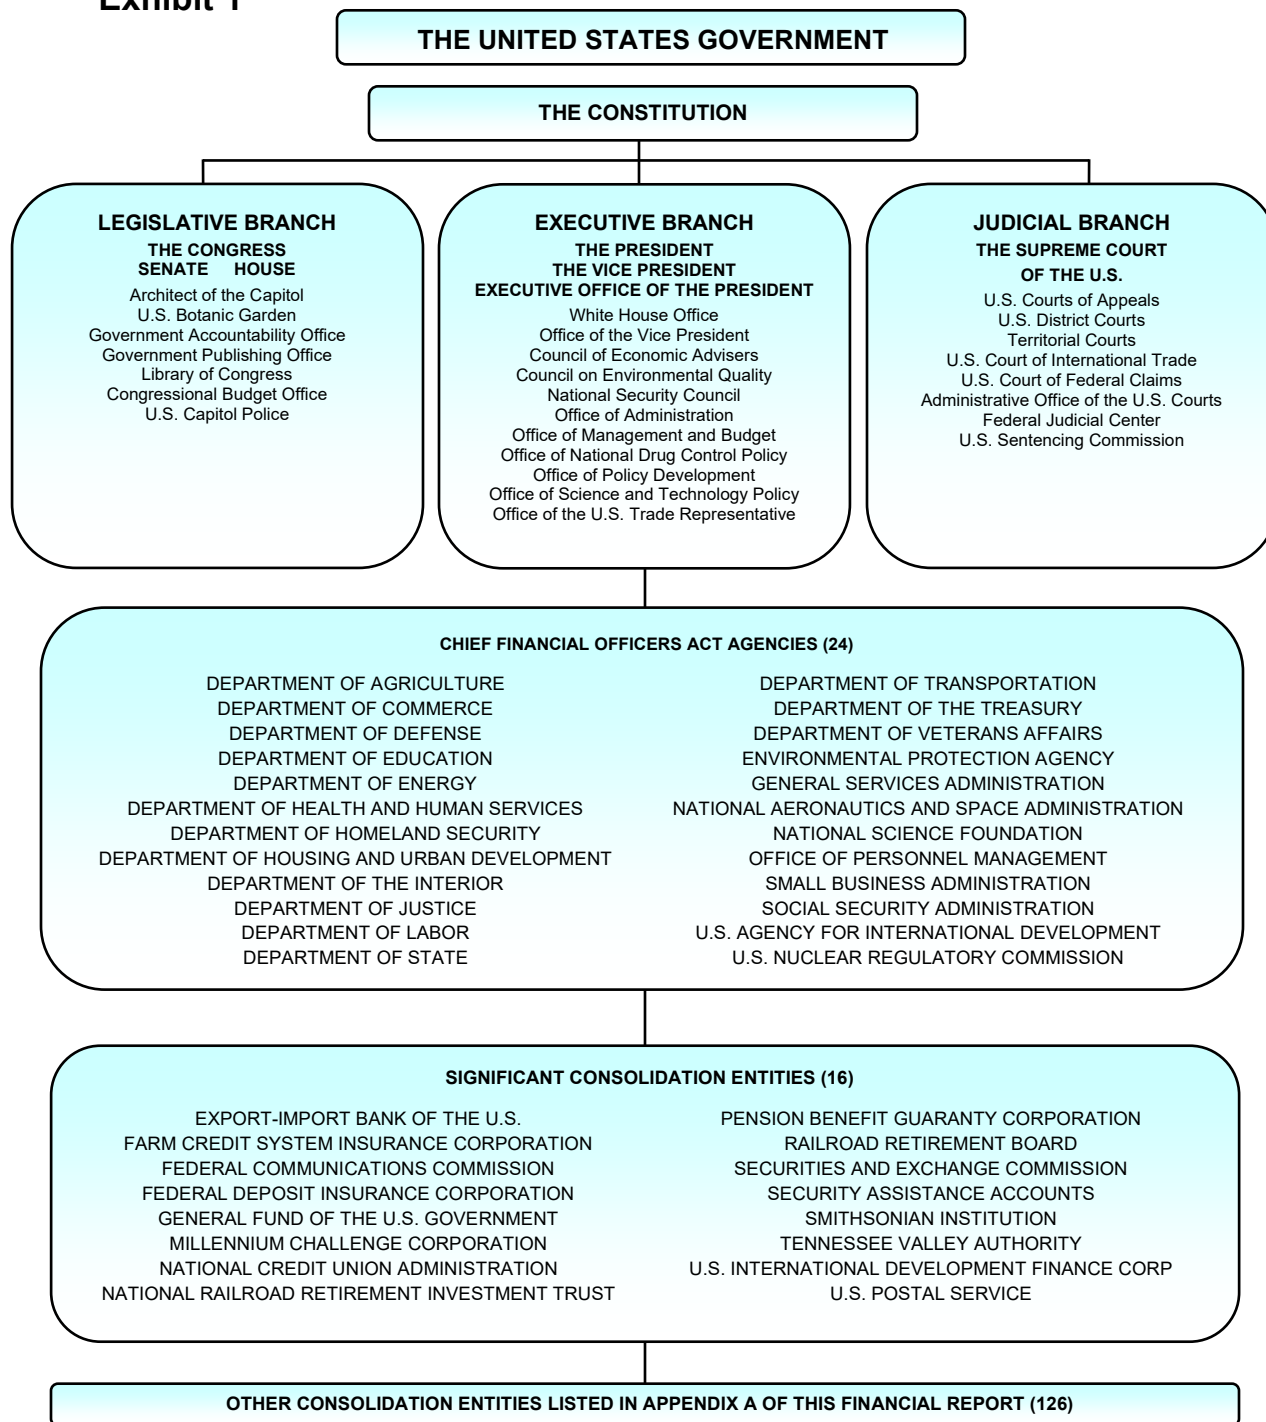 Exhibit 1
THE UNITED STATES GOVERNMENT
THE CONSTITUTION
LEGISLATIVE BRANCH
THE CONGRESS
SENATE HOUSE
Architect of the Capitol
U.S. Botanic Garden
Government Accountability Office
Government Publishing Office
Library of Congress
Congressional Budget Office
U.S. Capitol Police
EXECUTIVE BRANCH
THE PRESIDENT
THE VICE PRESIDENT
EXECUTIVE OFFICE OF THE PRESIDENT
White House Office
Office of the Vice President
Council of Economic Advisers
Council on Environmental Quality
National Security Council
Office of Administration
Office of Management and Budget
Office of National Drug Control Policy
Office of Policy Development
Office of Science and Technology Policy
Office of the U.S. Trade Representative
JUDICIAL BRANCH
THE SUPREME COURT
OF THE U.S.
U.S. Courts of Appeals
U.S. District Courts
Territorial Courts
U.S. Court of International Trade
U.S. Court of Federal Claims
Administrative Office of the U.S. Courts
Federal Judicial Center
U.S. Sentencing Commission
CHIEF FINANCIAL OFFICERS ACT AGENCIES (24)
DEPARTMENT OF AGRICULTURE
DEPARTMENT OF COMMERCE
DEPARTMENT OF DEFENSE
DEPARTMENT OF EDUCATION
DEPARTMENT OF ENERGY
DEPARTMENT OF HEALTH AND HUMAN SERVICES
DEPARTMENT OF HOMELAND SECURITY
DEPARTMENT OF HOUSING AND URBAN DEVELOPMENT
DEPARTMENT OF THE INTERIOR
DEPARTMENT OF JUSTICE
DEPARTMENT OF LABOR
DEPARTMENT OF STATE
DEPARTMENT OF TRANSPORTATION
DEPARTMENT OF THE TREASURY
DEPARTMENT OF VETERANS AFFAIRS
ENVIRONMENTAL PROTECTION AGENCY
GENERAL SERVICES ADMINISTRATION
NATIONAL AERONAUTICS AND SPACE ADMINISTRATION
NATIONAL SCIENCE FOUNDATION
OFFICE OF PERSONNEL MANAGEMENT
SMALL BUSINESS ADMINISTRATION
SOCIAL SECURITY ADMINISTRATION
U.S. AGENCY FOR INTERNATIONAL DEVELOPMENT
U.S. NUCLEAR REGULATORY COMMISSION
SIGNIFICANT CONSOLIDATION ENTITIES (16)
EXPORT-IMPORT BANK OF THE U.S.
FARM CREDIT SYSTEM INSURANCE CORPORATION
FEDERAL COMMUNICATIONS COMMISSION
FEDERAL DEPOSIT INSURANCE CORPORATION
GENERAL FUND OF THE U.S. GOVERNMENT
MILLENNIUM CHALLENGE CORPORATION
NATIONAL CREDIT UNION ADMINISTRATION
NATIONAL RAILROAD RETIREMENT INVESTMENT TRUST
PENSION BENEFIT GUARANTY CORPORATION
RAILROAD RETIREMENT BOARD
SECURITIES AND EXCHANGE COMMISSION
SECURITY ASSISTANCE ACCOUNTS
SMITHSONIAN INSTITUTION
TENNESSEE VALLEY AUTHORITY
U.S. INTERNATIONAL DEVELOPMENT FINANCE CORP
U.S. POSTAL SERVICE
OTHER CONSOLIDATION ENTITIES LISTED IN APPENDIX A OF THIS FINANCIAL REPORT (126)